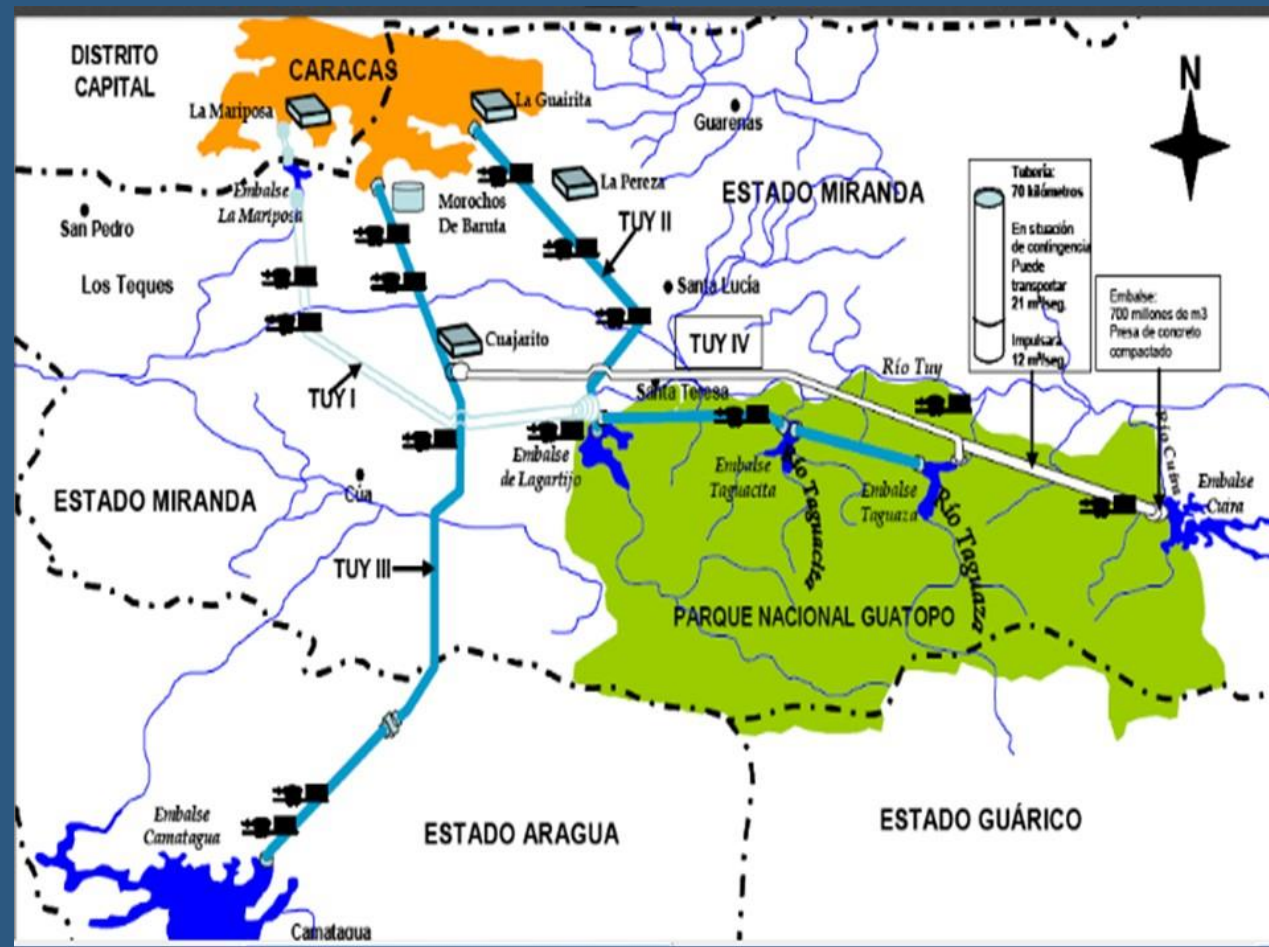 DISTRITO
CAPITAL
CARACAS
La Mariposa
La Guairita
N
Guarenas
Embalse
La Mariposa
San Pedro
Morochos
De Baruta
La Pereza
ESTADO MIRANDA
TUY II
Tubería:
70 kilómetros
En situación
de contingencia
Puede
transportar
21 m³/seg.
Impulsará
12 m³/seg
Embalse:
700 millones de m3
Presa de concreto
compactado
Los Teques
Santa Lucía
Cuajarito
TUY IV
TUY I
Río Tuy
Santa Teresa
Embalse
de Lagartijo
Embalse
Taguacita
Río Taguacita
Embalse
Taguaza
Río Taguaza
Río Cuira
Embalse
Cuira
ESTADO MIRANDA
Cúa
TUY III
PARQUE NACIONAL GUATOPO
Embalse
Camatagua
ESTADO ARAGUA
ESTADO GUÁRICO
Camatagua